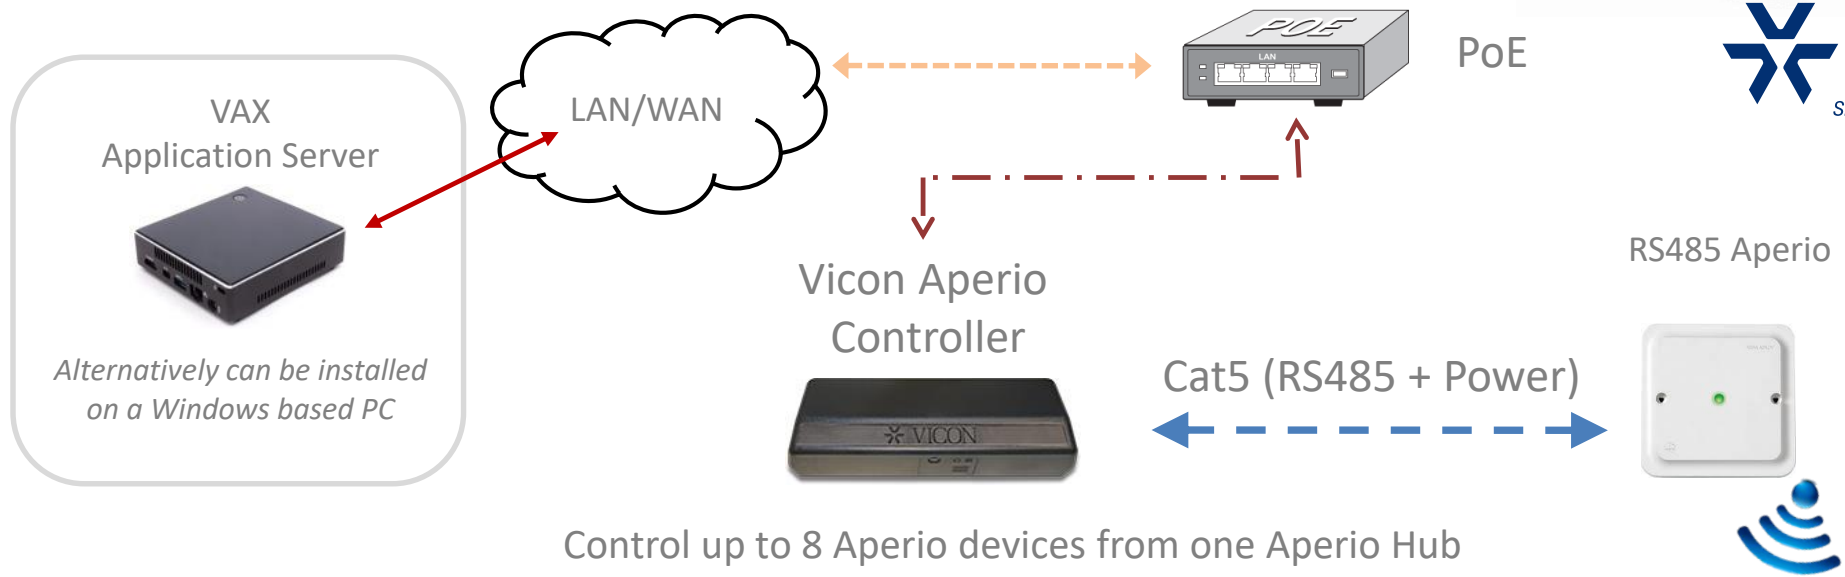 VAX
Application Server
Alternatively can be installed
on a Windows based PC
LAN/WAN
POE
LAN
PoE
S
Vicon Aperio
Controller
VICON
Cat5 (RS485 + Power)
RS485 Aperio
Control up to 8 Aperio devices from one Aperio Hub